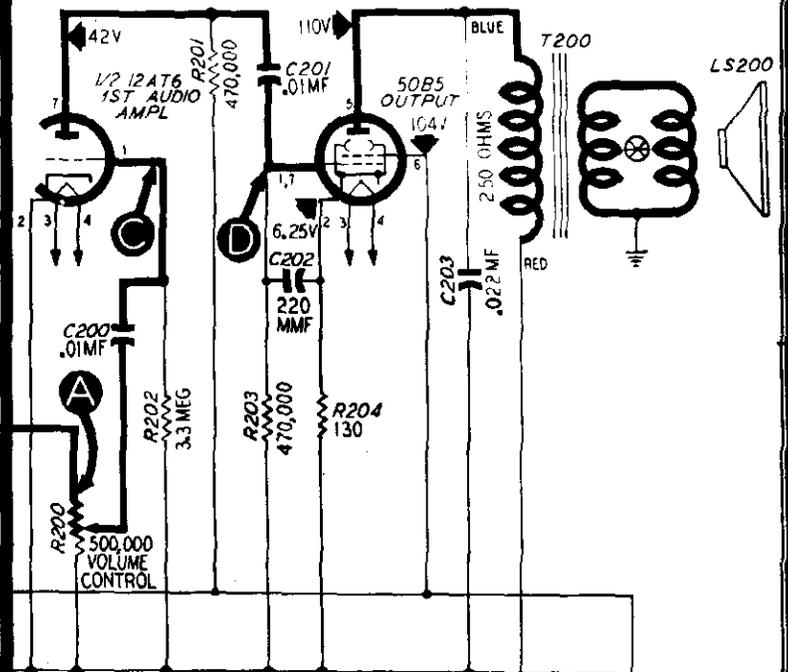 42V
R201
470,000
C201
.01MF
110V
BLUE
T200
LS200
1/2 12AT6
1ST AUDIO
AMPL
50B5
OUTPUT
104V
7
1
2
3
4
5
1,7
6
2
3
4
6.25V
250 OHMS
RED
C
D
C202
220
MMF
C203
.022MF
C200
.01MF
A
R202
3.3 MEG
R203
470,000
R204
130
R200
500,000
VOLUME
CONTROL